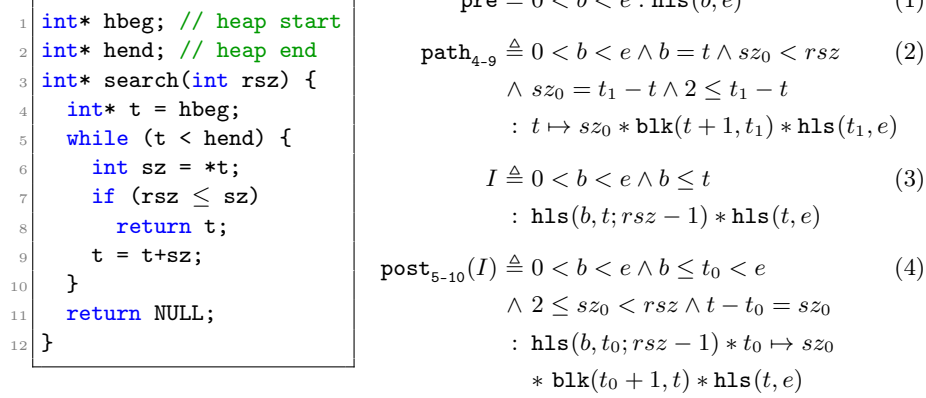 1 int* hbeg; // heap start
2 int* hend; // heap end
3 int* search(int rsz) {
4 int* t = hbeg;
5 while (t < hend) {
6 int sz = *t;
7 if (rsz ≤ sz)
8 return t;
9 t = t+sz;
10 }
11 return NULL;
12 }
pre = 0 < b < e : hls(b, e) (1)
path₄₋₉ ≜ 0 < b < e ∧ b = t ∧ sz₀ < rsz (2)
∧ sz₀ = t₁ − t ∧ 2 ≤ t₁ − t
: t ↦ sz₀ * blk(t + 1, t₁) * hls(t₁, e)
I ≜ 0 < b < e ∧ b ≤ t (3)
: hls(b, t; rsz − 1) * hls(t, e)
post₅₋₁₀(I) ≜ 0 < b < e ∧ b ≤ t₀ < e (4)
∧ 2 ≤ sz₀ < rsz ∧ t − t₀ = sz₀
: hls(b, t₀; rsz − 1) * t₀ ↦ sz₀
* blk(t₀ + 1, t) * hls(t, e)